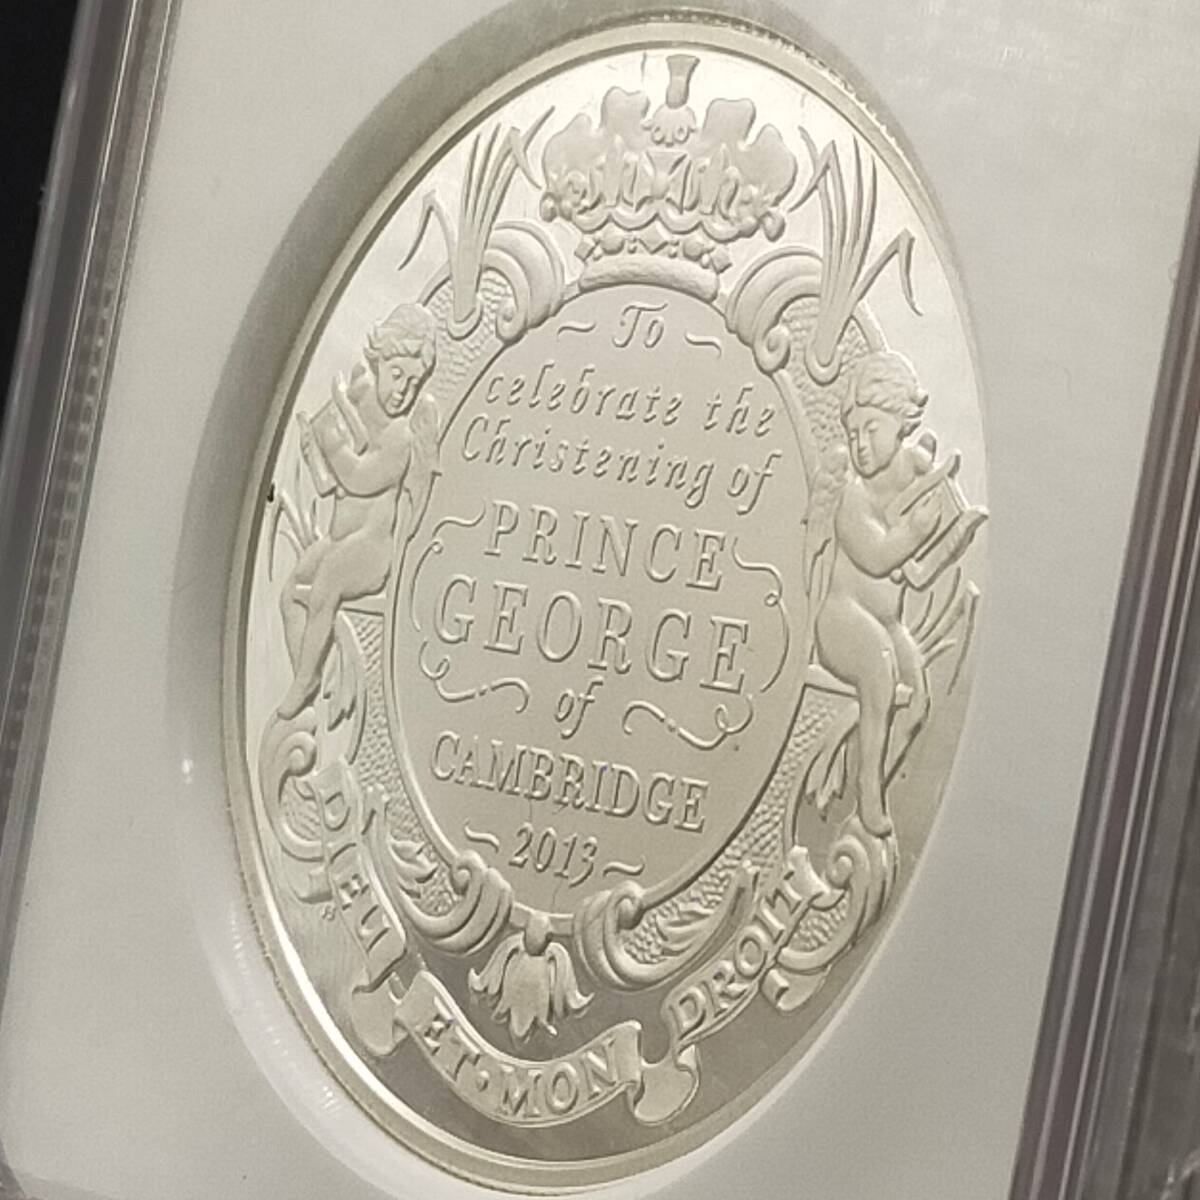 To
celebrate the
Christening of
PRINCE
GEORGE
of
CAMBRIDGE
2013
DIEU
ET·MON
DROIT